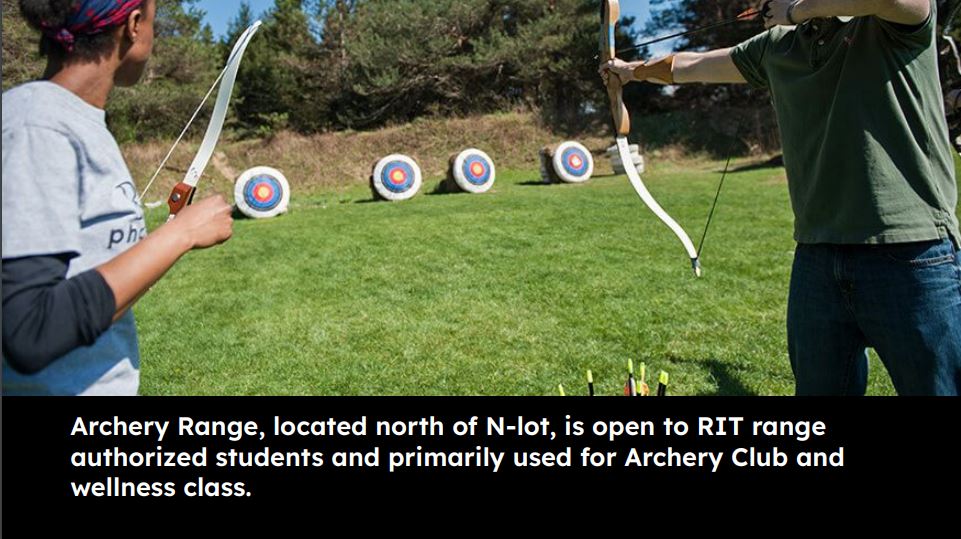 pho
Archery Range, located north of N-lot, is open to RIT range
authorized students and primarily used for Archery Club and
wellness class.